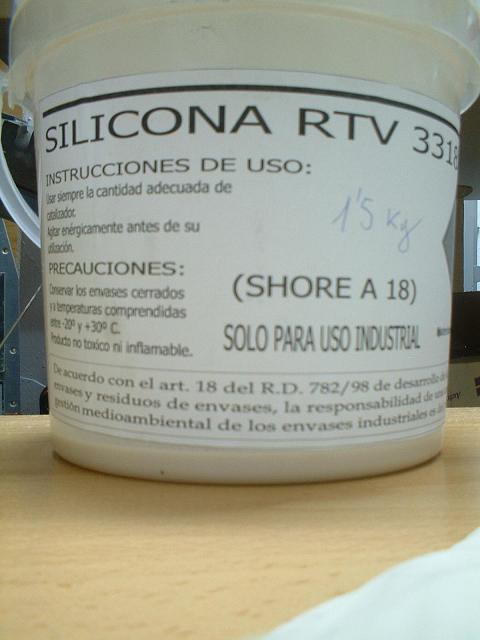 SILICONA RTV 3318
INSTRUCCIONES DE USO:
Usar siempre la cantidad adecuada de
catalizador.
Agitar enérgicamente antes de su
utilización.
1'5 Kg
PRECAUCIONES:
Conservar los envases cerrados
y a temperaturas comprendidas
entre -20º y +30º C.
Producto no toxico ni inflamable.
(SHORE A 18)
SOLO PARA USO INDUSTRIAL
De acuerdo con el art. 18 del R.D. 782/98 de desarrollo de
envases y residuos de envases, la responsabilidad de
gestión medioambiental de los envases industriales es